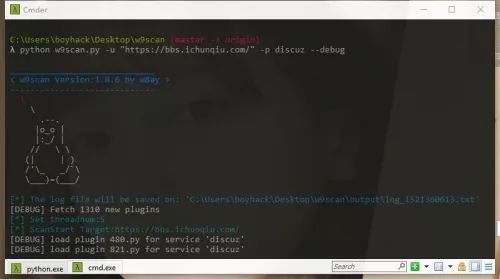 Cmder
C:\Users\boyhack\Desktop\w9scan (master -> origin)
λ python w9scan.py -u "https://bbs.ichunqiu.com/" -p discuz --debug
____________________________
< w9scan Version:1.8.6 by w8ay >
----------------------------
   \
    \
     .--.
    |o_o |
    |:_/ |
   //   \ \
  (|     | )
 /'\_   _/`\
 \___)=(___/
[*] The log file will be saved on: 'C:\Users\boyhack\Desktop\w9scan\output\log_1521360613.txt'
[DEBUG] Fetch 1310 new plugins
[*] Set threadnum:5
[*] ScanStart Target:https://bbs.ichunqiu.com/
[DEBUG] load plugin 480.py for service 'discuz'
[DEBUG] load plugin 821.py for service 'discuz'
python.exe
cmd.exe
Search